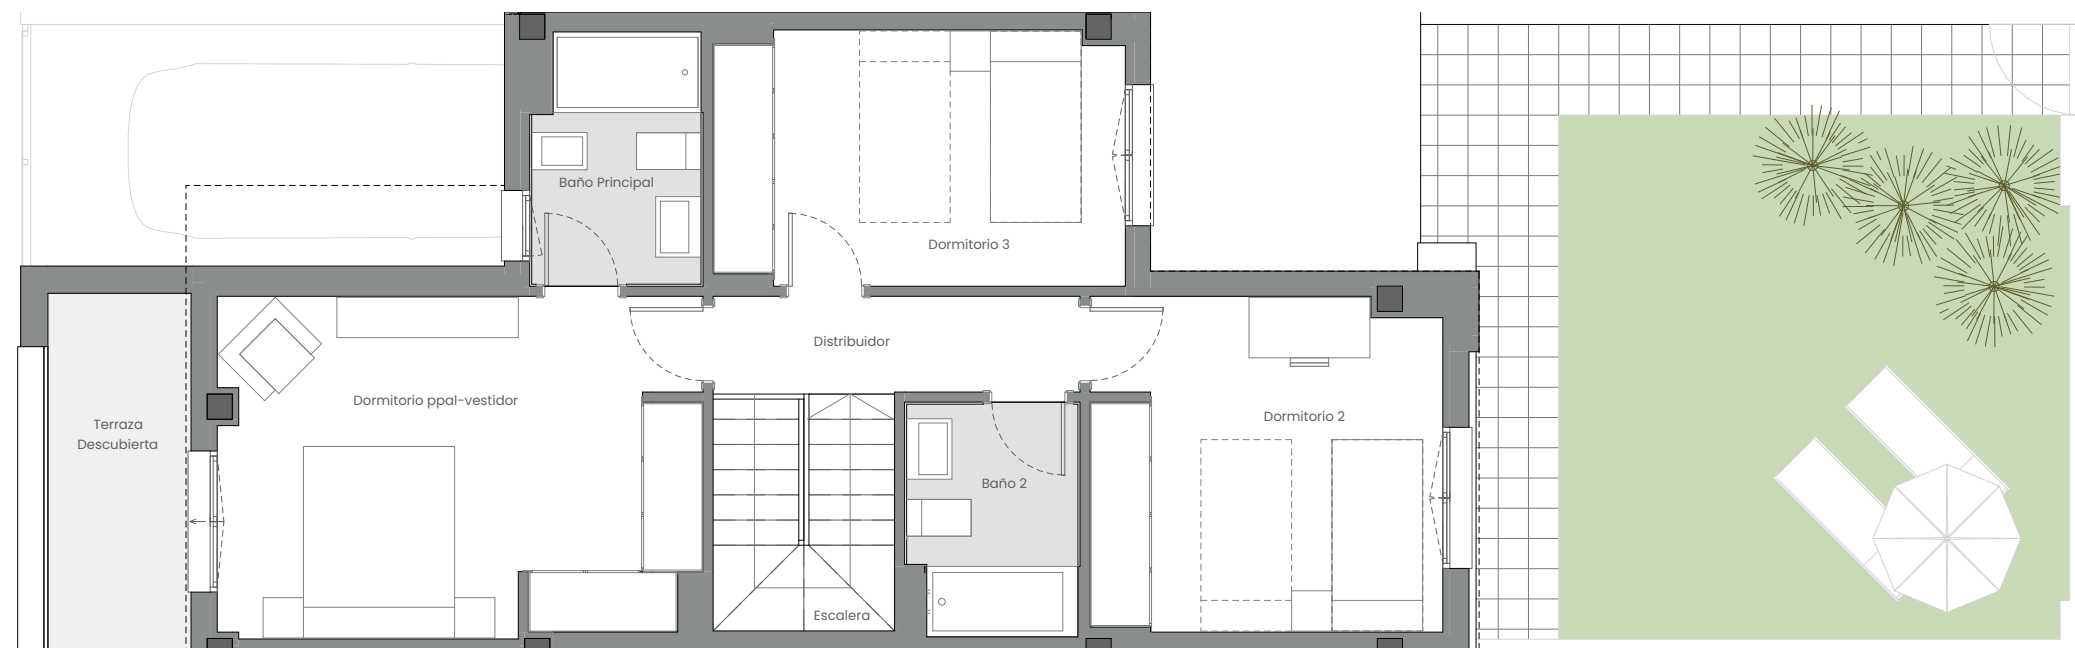 Baño Principal
Dormitorio 3
Distribuidor
Dormitorio ppal-vestidor
Terraza
Descubierta
Dormitorio 2
Baño 2
Escalera